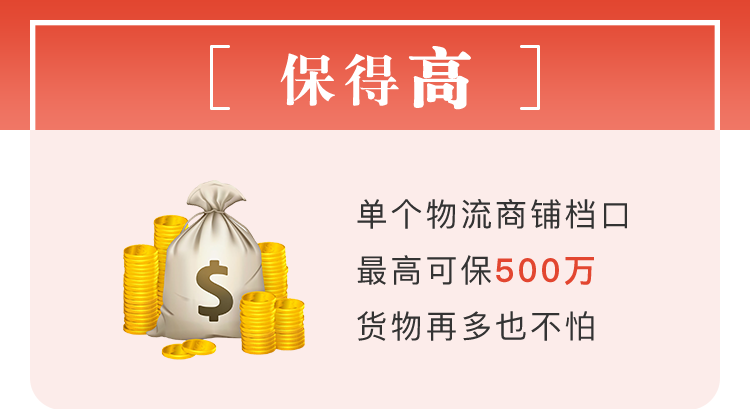 [保得高]
单个物流商铺档口
最高可保500万
货物再多也不怕
$